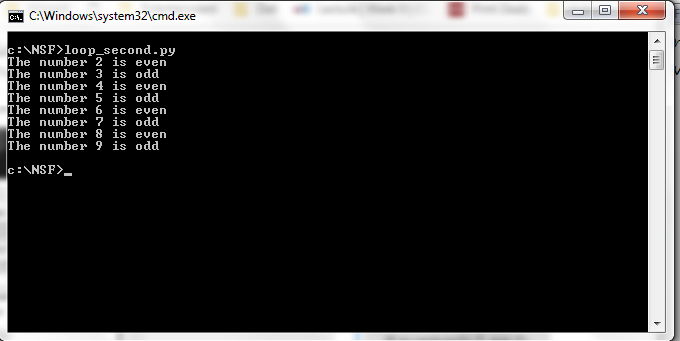 C:\Windows\system32\cmd.exe
c:\NSF>loop_second.py
The number 2 is even
The number 3 is odd
The number 4 is even
The number 5 is odd
The number 6 is even
The number 7 is odd
The number 8 is even
The number 9 is odd
c:\NSF>_